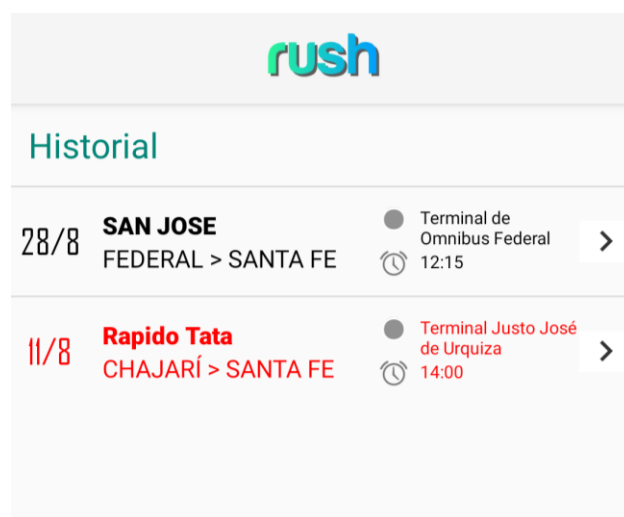 rush
Historial
28/8
SAN JOSE
FEDERAL > SANTA FE
Terminal de
Omnibus Federal
12:15
11/8
Rapido Tata
CHAJARÍ > SANTA FE
Terminal Justo José
de Urquiza
14:00